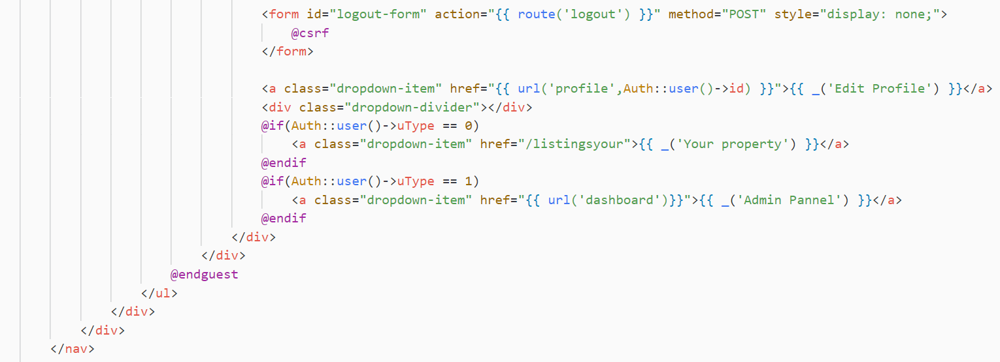 <form id="logout-form" action="{{ route('logout') }}" method="POST" style="display: none;">
@csrf
</form>
<a class="dropdown-item" href="{{ url('profile',Auth::user()->id) }}">{{ _('Edit Profile') }}</a>
<div class="dropdown-divider"></div>
@if(Auth::user()->uType == 0)
<a class="dropdown-item" href="/listingsyour">{{ _('Your property') }}</a>
@endif
@if(Auth::user()->uType == 1)
<a class="dropdown-item" href="{{ url('dashboard')}}">{{ _('Admin Pannel') }}</a>
@endif
</div>
</div>
@endguest
</ul>
</div>
</div>
</nav>